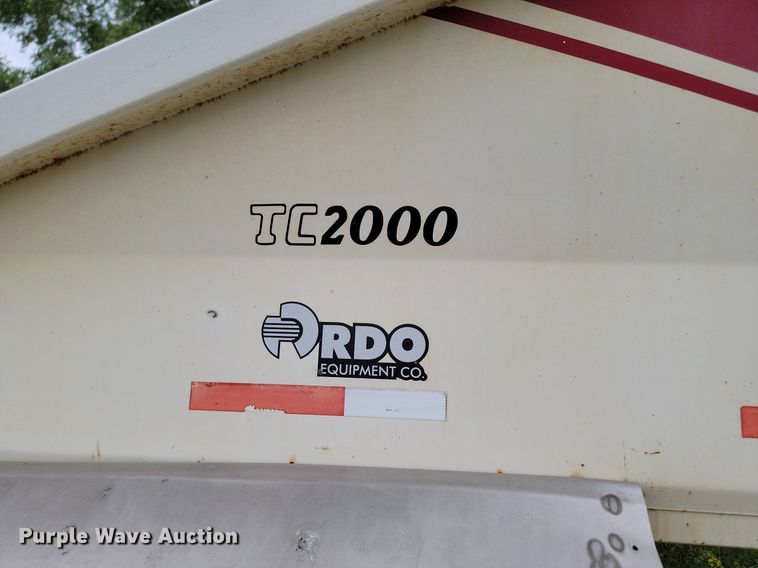 TC2000
RDO
EQUIPMENT CO.
Purple Wave Auction